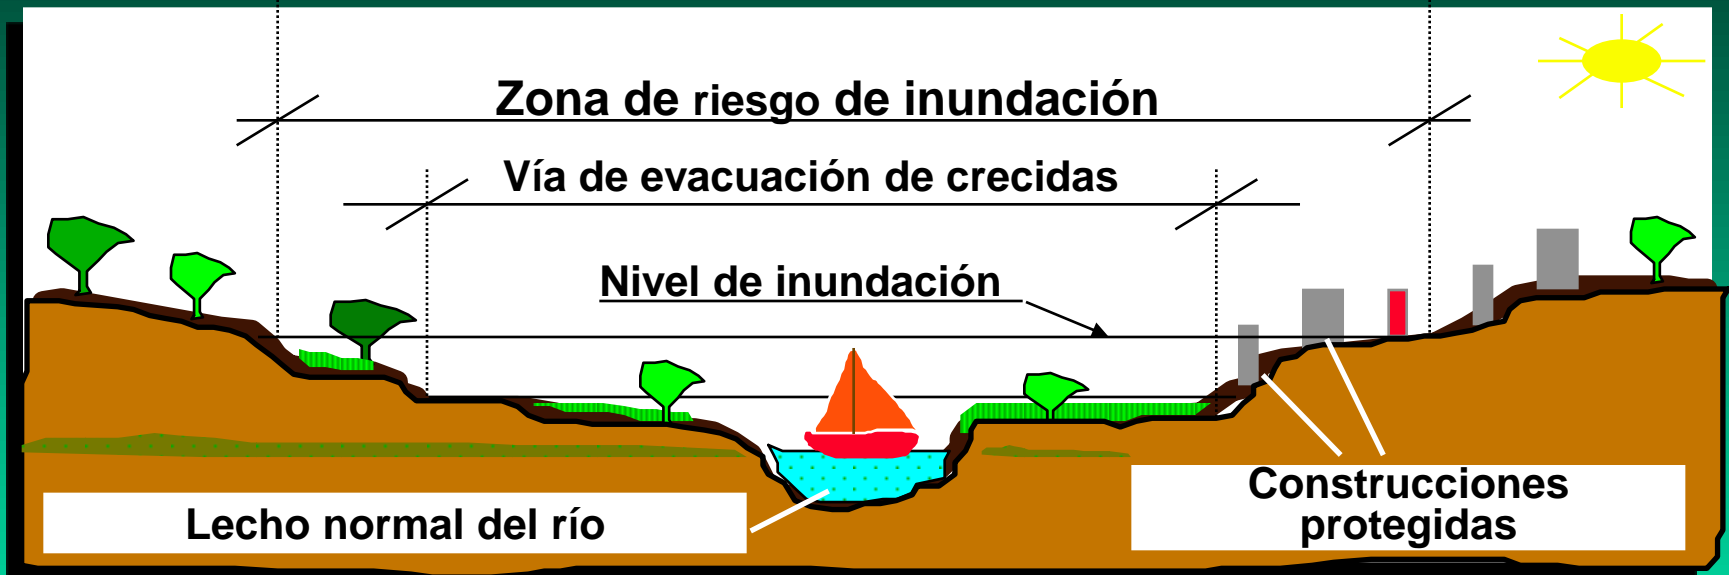 Zona de riesgo de inundación
Vía de evacuación de crecidas
Nivel de inundación
Lecho normal del río
Construcciones
protegidas